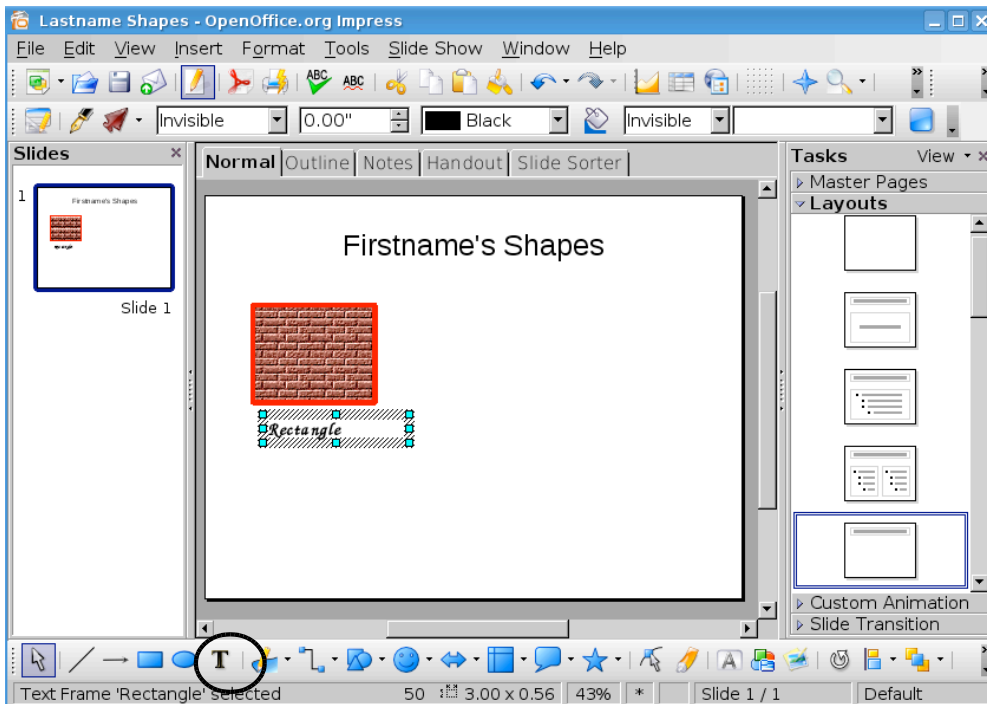 Lastname Shapes - OpenOffice.org Impress
File Edit View Insert Format Tools Slide Show Window Help
ABC ABC
Invisible 0.00" Black Invisible
Slides
Normal Outline Notes Handout Slide Sorter
Tasks View
Master Pages
Layouts
1
Firstname's Shapes
Rectangle
Slide 1
Firstname's Shapes
Rectangle
Custom Animation
Slide Transition
T A
Text Frame 'Rectangle' selected 50 3.00 x 0.56 43% * Slide 1 / 1 Default